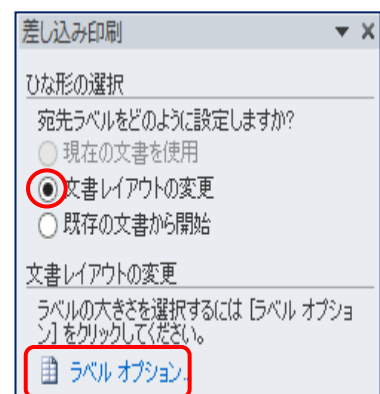 差し込み印刷
ひな形の選択
宛先ラベルをどのように設定しますか?
現在の文書を使用
文書レイアウトの変更
既存の文書から開始
文書レイアウトの変更
ラベルの大きさを選択するには [ラベル オプショ
ン] をクリックしてください。
ラベル オプション...